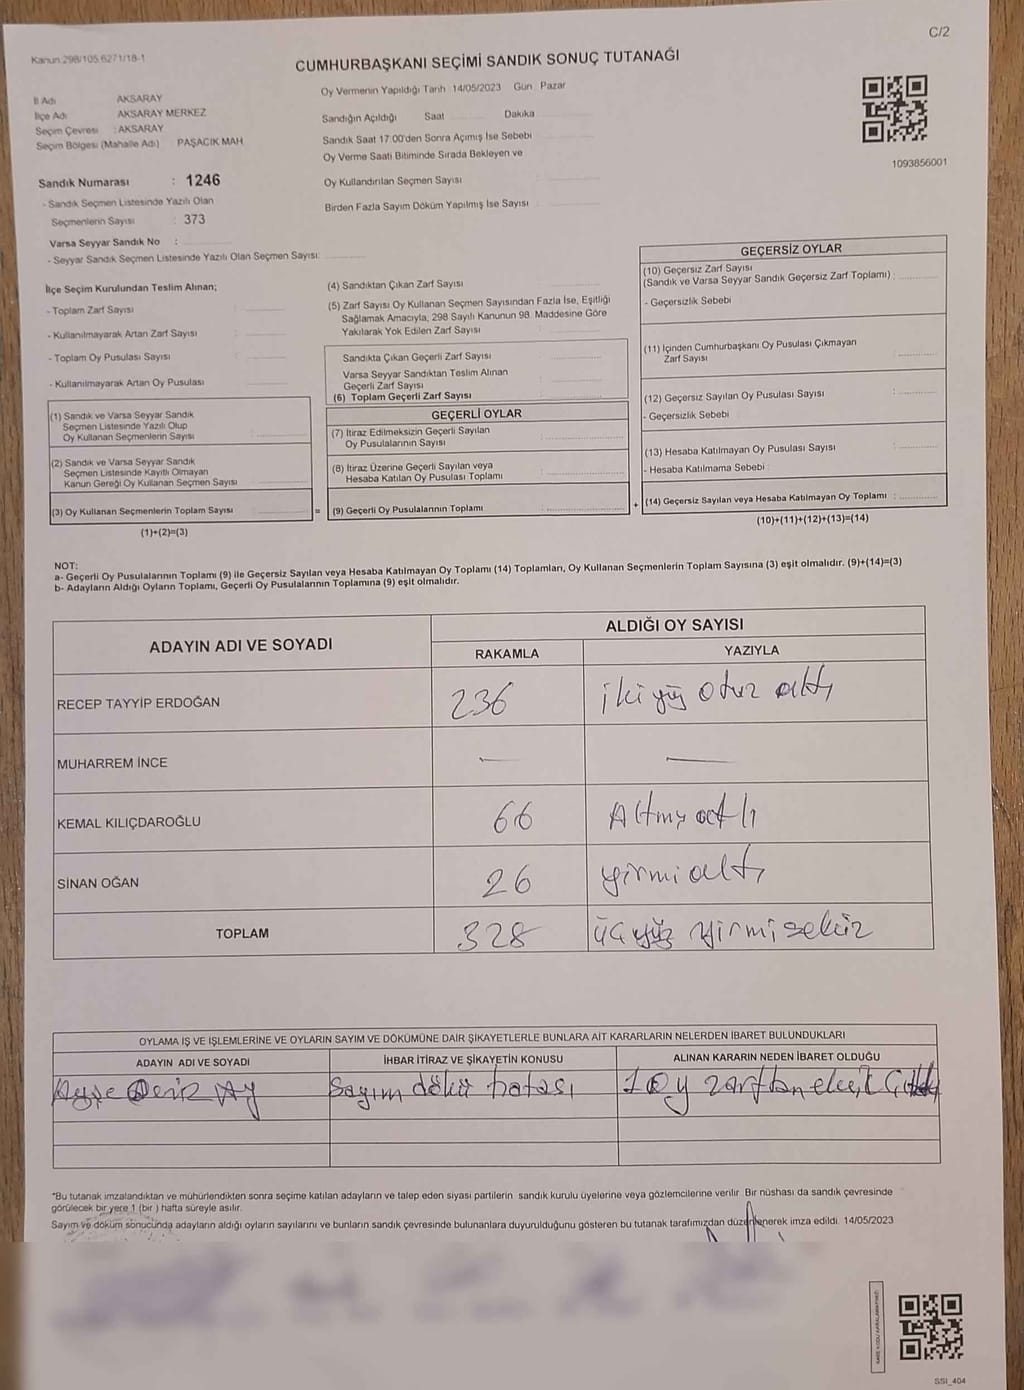 C/2
Kanun:298/105 6271/18-1
CUMHURBAŞKANI SEÇİMİ SANDIK SONUÇ TUTANAĞI
İl Adı AKSARAY
İlçe Adı AKSARAY MERKEZ
Seçim Çevresi : AKSARAY
Seçim Bölgesi (Mahalle Adı) PAŞACIK MAH.
Sandık Numarası : 1246
- Sandık Seçmen Listesinde Yazılı Olan
Seçmenlerin Sayısı : 373
Varsa Seyyar Sandık No :
- Seyyar Sandık Seçmen Listesinde Yazılı Olan Seçmen Sayısı:
Oy Vermenin Yapıldığı Tarih 14/05/2023 Gün Pazar
Sandığın Açıldığı Saat Dakika
Sandık Saat 17:00'den Sonra Açımış İse Sebebi
Oy Verme Saati Bitiminde Sırada Bekleyen ve
Oy Kullandırılan Seçmen Sayısı
Birden Fazla Sayım Döküm Yapılmış İse Sayısı :
1093856001
İlçe Seçim Kurulundan Teslim Alınan;
- Toplam Zarf Sayısı :
- Kullanılmayarak Artan Zarf Sayısı :
- Toplam Oy Pusulası Sayısı :
- Kullanılmayarak Artan Oy Pusulası
(1) Sandık ve Varsa Seyyar Sandık
Seçmen Listesinde Yazılı Olup
Oy Kullanan Seçmenlerin Sayısı :
(2) Sandık ve Varsa Seyyar Sandık
Seçmen Listesinde Kayıtlı Olmayan
Kanun Gereği Oy Kullanan Seçmen Sayısı
(3) Oy Kullanan Seçmenlerin Toplam Sayısı :
(1)+(2)=(3)
=
(4) Sandıktan Çıkan Zarf Sayısı
(5) Zarf Sayısı Oy Kullanan Seçmen Sayısından Fazla İse, Eşitliği
Sağlamak Amacıyla, 298 Sayılı Kanunun 98. Maddesine Göre
Yakılarak Yok Edilen Zarf Sayısı
Sandıkta Çıkan Geçerli Zarf Sayısı
Varsa Seyyar Sandıktan Teslim Alınan
Geçerli Zarf Sayısı :
(6) Toplam Geçerli Zarf Sayısı
GEÇERLİ OYLAR
(7) İtiraz Edilmeksizin Geçerli Sayılan
Oy Pusulalarının Sayısı :
(8) İtiraz Üzerine Geçerli Sayılan veya
Hesaba Katılan Oy Pusulası Toplamı :
(9) Geçerli Oy Pusulalarının Toplamı :
+
GEÇERSİZ OYLAR
(10) Geçersiz Zarf Sayısı
(Sandık ve Varsa Seyyar Sandık Geçersiz Zarf Toplamı) :
- Geçersizlik Sebebi
(11) İçinden Cumhurbaşkanı Oy Pusulası Çıkmayan
Zarf Sayısı :
(12) Geçersiz Sayılan Oy Pusulası Sayısı :
- Geçersizlik Sebebi
(13) Hesaba Katılmayan Oy Pusulası Sayısı :
- Hesaba Katılmama Sebebi
(14) Geçersiz Sayılan veya Hesaba Katılmayan Oy Toplamı :
(10)+(11)+(12)+(13)=(14)
NOT:
a- Geçerli Oy Pusulalarının Toplamı (9) ile Geçersiz Sayılan veya Hesaba Katılmayan Oy Toplamı (14) Toplamları, Oy Kullanan Seçmenlerin Toplam Sayısına (3) eşit olmalıdır. (9)+(14)=(3)
b- Adayların Aldığı Oyların Toplamı, Geçerli Oy Pusulalarının Toplamına (9) eşit olmalıdır.
ADAYIN ADI VE SOYADI ALDIĞI OY SAYISI
RAKAMLA YAZIYLA
RECEP TAYYİP ERDOĞAN 236 iki yüz otuz altı
MUHARREM İNCE — —
KEMAL KILIÇDAROĞLU 66 Altmış altı
SİNAN OĞAN 26 yirmi altı
TOPLAM 328 üçyüz yirmi sekiz
OYLAMA İŞ VE İŞLEMLERİNE VE OYLARIN SAYIM VE DÖKÜMÜNE DAİR ŞİKAYETLERLE BUNLARA AİT KARARLARIN NELERDEN İBARET BULUNDUKLARI
ADAYIN ADI VE SOYADI İHBAR İTİRAZ VE ŞİKAYETİN KONUSU ALINAN KARARIN NEDEN İBARET OLDUĞU
Ayşe Deniz Ay Sayım dökü hatası 1 Oy zarftan eksik Çıktı
*Bu tutanak imzalandıktan ve mühürlendikten sonra seçime katılan adayların ve talep eden siyasi partilerin sandık kurulu üyelerine veya gözlemcilerine verilir. Bir nüshası da sandık çevresinde
görülecek bir yere 1 (bir ) hafta süreyle asılır.
Sayım ve döküm sonucunda adayların aldığı oyların sayılarını ve bunların sandık çevresinde bulunanlara duyurulduğunu gösteren bu tutanak tarafımızdan düzenlenerek imza edildi. 14/05/2023
SSI_404